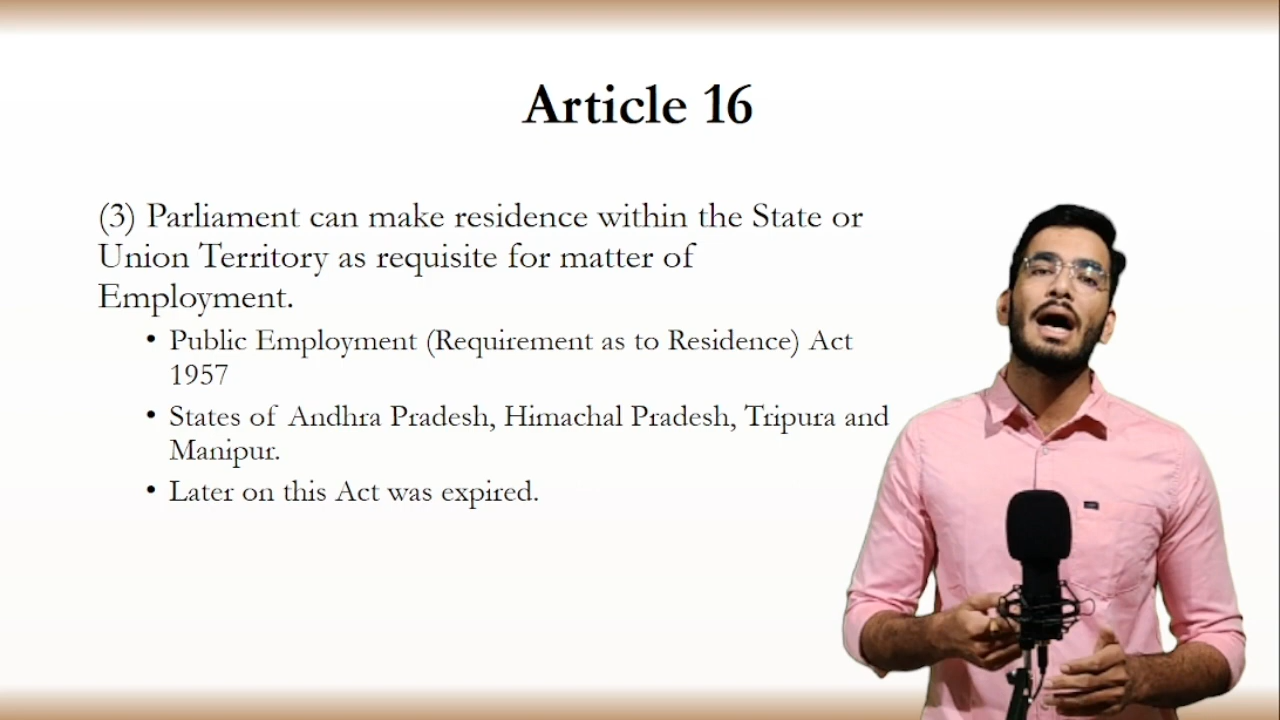 Article 16
(3) Parliament can make residence within the State or
Union Territory as requisite for matter of
Employment.
• Public Employment (Requirement as to Residence) Act
1957
• States of Andhra Pradesh, Himachal Pradesh, Tripura and
Manipur.
• Later on this Act was expired.